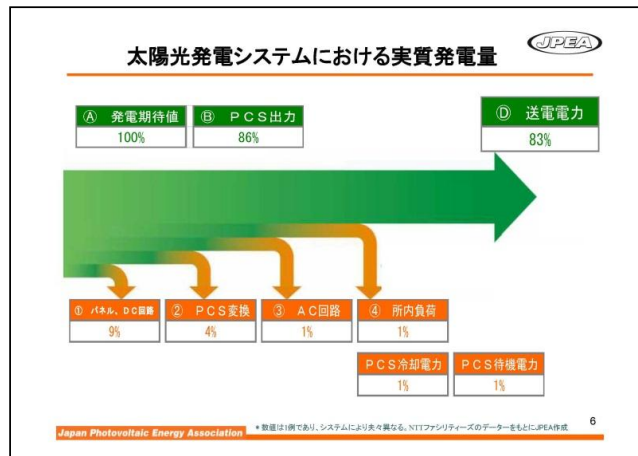 JPEA
太陽光発電システムにおける実質発電量
Ⓐ 発電期待値
100%
Ⓑ PCS出力
86%
Ⓓ 送電電力
83%
① パネル、DC回路
9%
② PCS変換
4%
③ AC回路
1%
④ 所内負荷
1%
PCS冷却電力
1%
PCS待機電力
1%
Japan Photovoltaic Energy Association
*数値は1例であり、システムにより夫々異なる。NTTファシリティーズのデーターをもとにJPEA作成
6